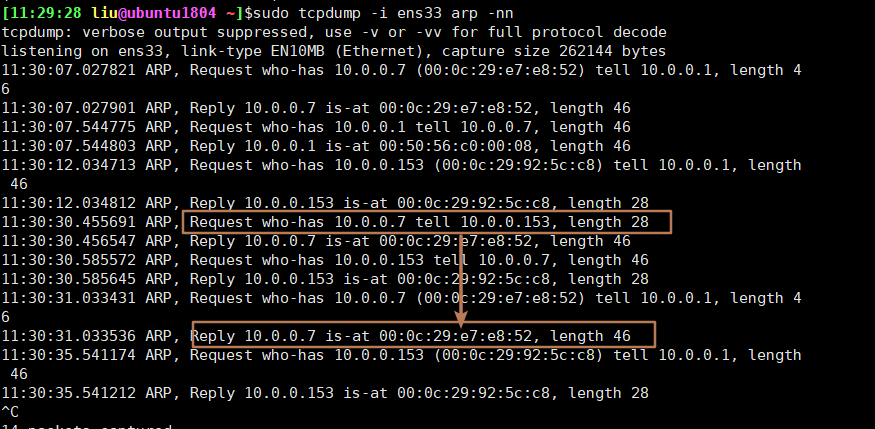 [11:29:28 liu@ubuntu1804 ~]$sudo tcpdump -i ens33 arp -nn
tcpdump: verbose output suppressed, use -v or -vv for full protocol decode
listening on ens33, link-type EN10MB (Ethernet), capture size 262144 bytes
11:30:07.027821 ARP, Request who-has 10.0.0.7 (00:0c:29:e7:e8:52) tell 10.0.0.1, length 4
6
11:30:07.027901 ARP, Reply 10.0.0.7 is-at 00:0c:29:e7:e8:52, length 46
11:30:07.544775 ARP, Request who-has 10.0.0.1 tell 10.0.0.7, length 46
11:30:07.544803 ARP, Reply 10.0.0.1 is-at 00:50:56:c0:00:08, length 46
11:30:12.034713 ARP, Request who-has 10.0.0.153 (00:0c:29:92:5c:c8) tell 10.0.0.1, length
46
11:30:12.034812 ARP, Reply 10.0.0.153 is-at 00:0c:29:92:5c:c8, length 28
11:30:30.455691 ARP, Request who-has 10.0.0.7 tell 10.0.0.153, length 28
11:30:30.456547 ARP, Reply 10.0.0.7 is-at 00:0c:29:e7:e8:52, length 46
11:30:30.585572 ARP, Request who-has 10.0.0.153 tell 10.0.0.7, length 46
11:30:30.585645 ARP, Reply 10.0.0.153 is-at 00:0c:29:92:5c:c8, length 28
11:30:31.033431 ARP, Request who-has 10.0.0.7 (00:0c:29:e7:e8:52) tell 10.0.0.1, length 4
6
11:30:31.033536 ARP, Reply 10.0.0.7 is-at 00:0c:29:e7:e8:52, length 46
11:30:35.541174 ARP, Request who-has 10.0.0.153 (00:0c:29:92:5c:c8) tell 10.0.0.1, length
46
11:30:35.541212 ARP, Reply 10.0.0.153 is-at 00:0c:29:92:5c:c8, length 28
^C
14 packets captured